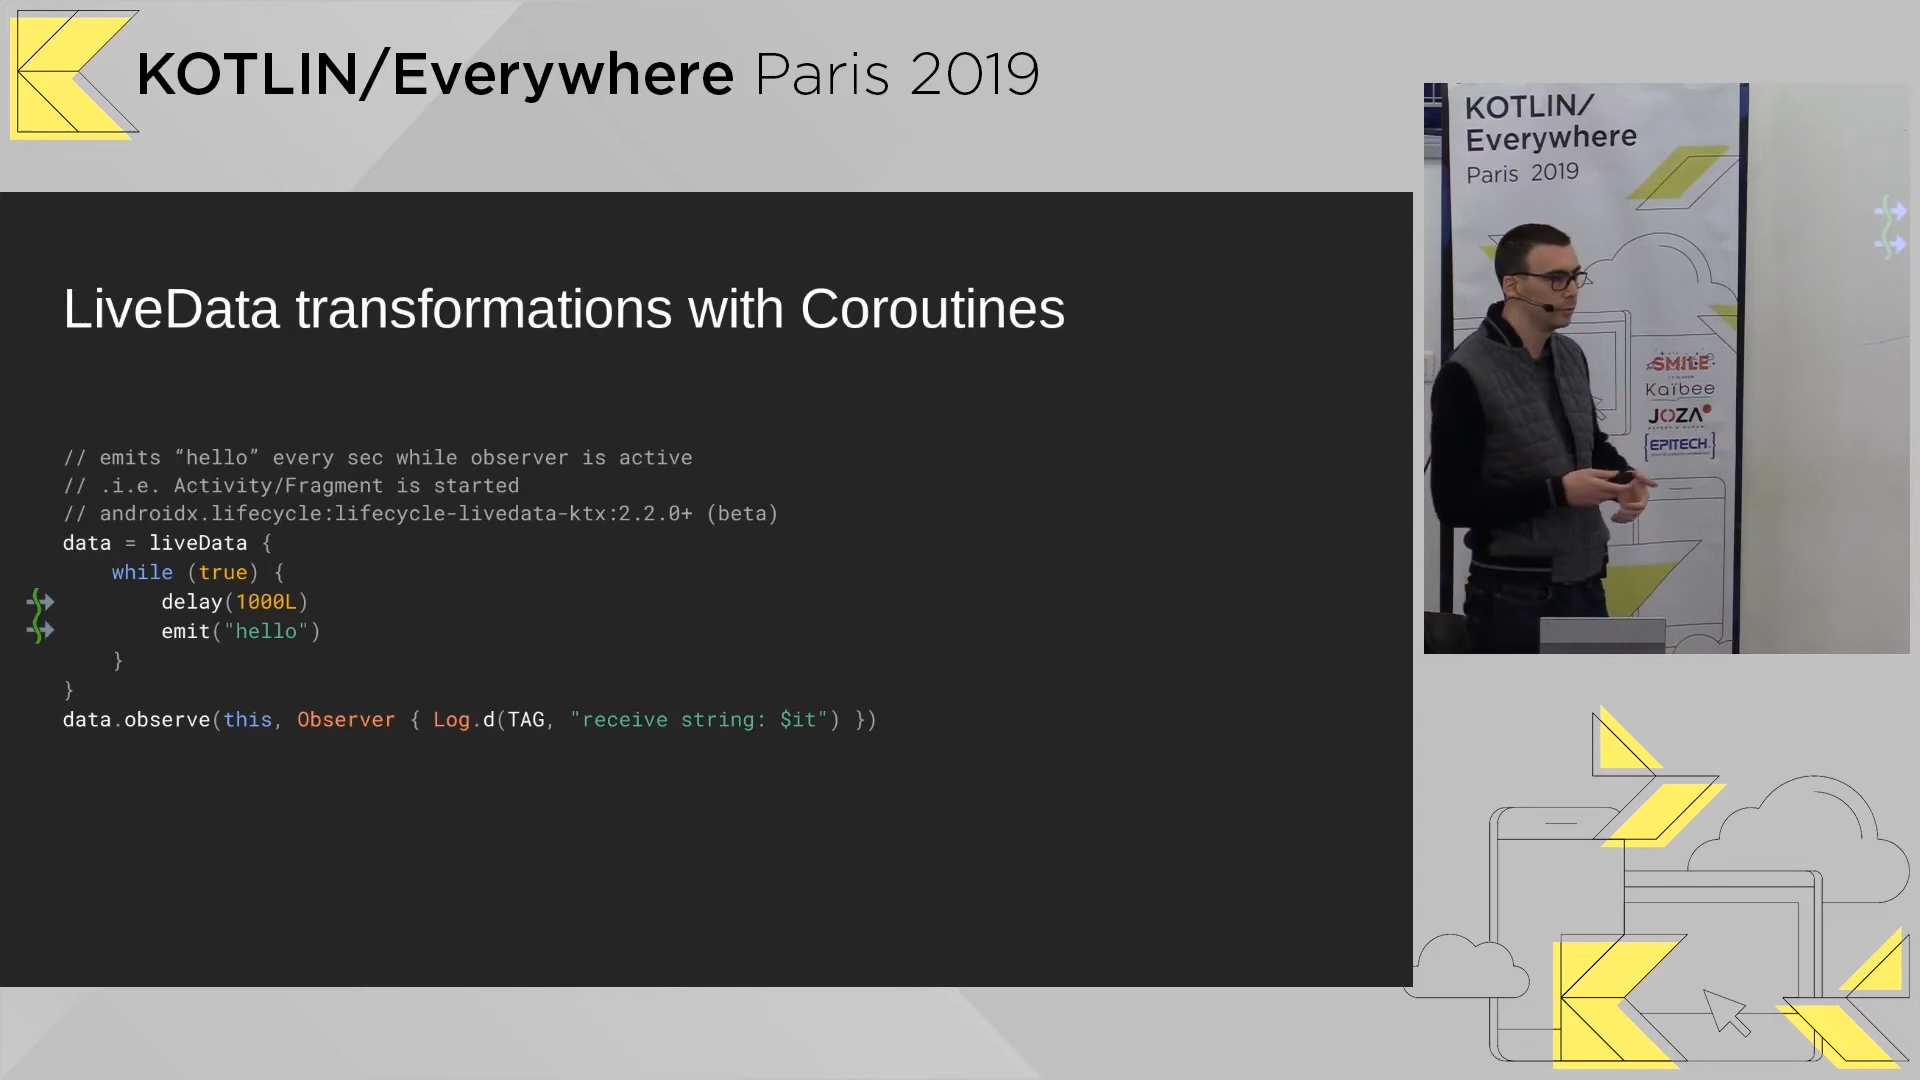 KOTLIN/Everywhere Paris 2019
LiveData transformations with Coroutines
// emits “hello” every sec while observer is active
// .i.e. Activity/Fragment is started
// androidx.lifecycle:lifecycle-livedata-ktx:2.2.0+ (beta)
data = liveData {
    while (true) {
        delay(1000L)
        emit("hello")
    }
}
data.observe(this, Observer { Log.d(TAG, "receive string: $it") })
KOTLIN/
Everywhere
Paris 2019
SMILE
Kaïbee
JOZA
{EPITECH.}